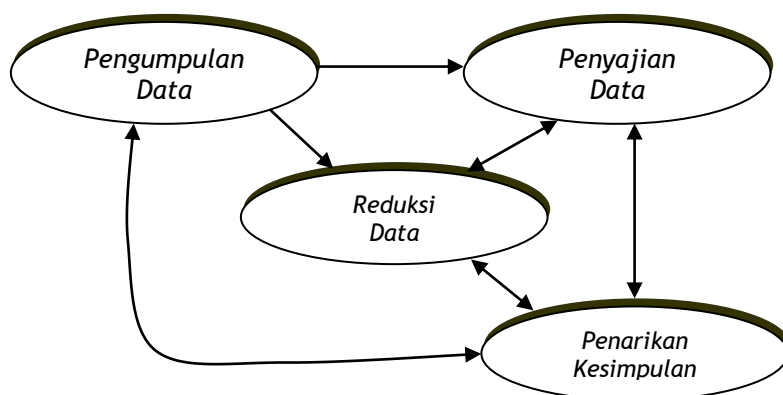 Pengumpulan
Data
Penyajian
Data
Reduksi
Data
Penarikan
Kesimpulan